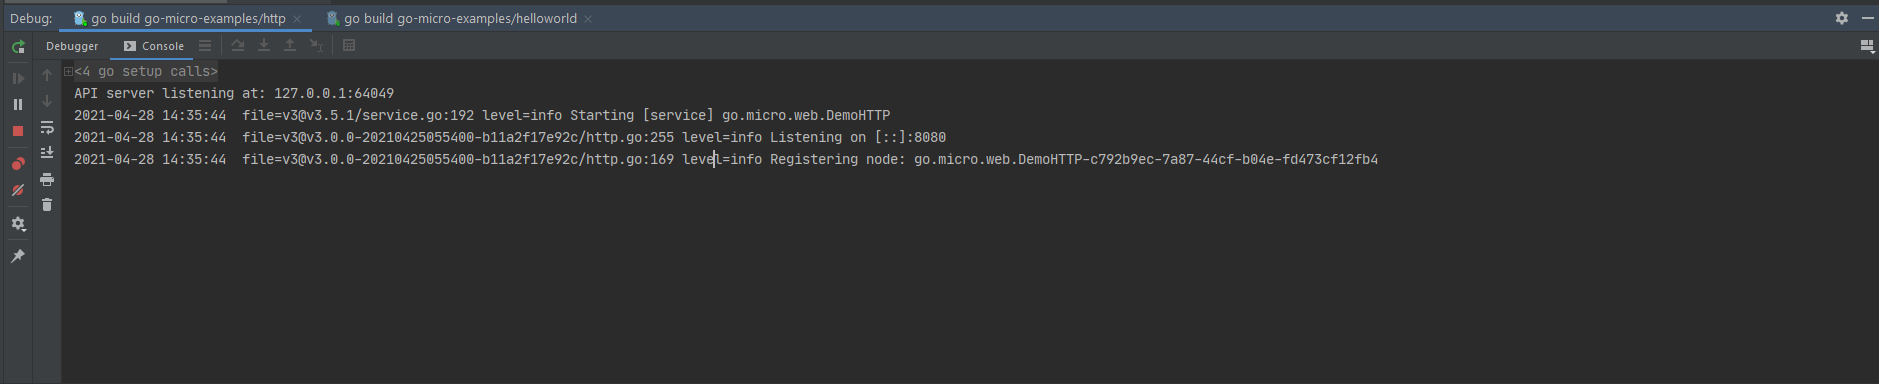 Debug: go build go-micro-examples/http go build go-micro-examples/helloworld
Debugger Console
<4 go setup calls>
API server listening at: 127.0.0.1:64049
2021-04-28 14:35:44  file=v3@v3.5.1/service.go:192 level=info Starting [service] go.micro.web.DemoHTTP
2021-04-28 14:35:44  file=v3@v3.0.0-20210425055400-b11a2f17e92c/http.go:255 level=info Listening on [::]:8080
2021-04-28 14:35:44  file=v3@v3.0.0-20210425055400-b11a2f17e92c/http.go:169 level=info Registering node: go.micro.web.DemoHTTP-c792b9ec-7a87-44cf-b04e-fd473cf12fb4